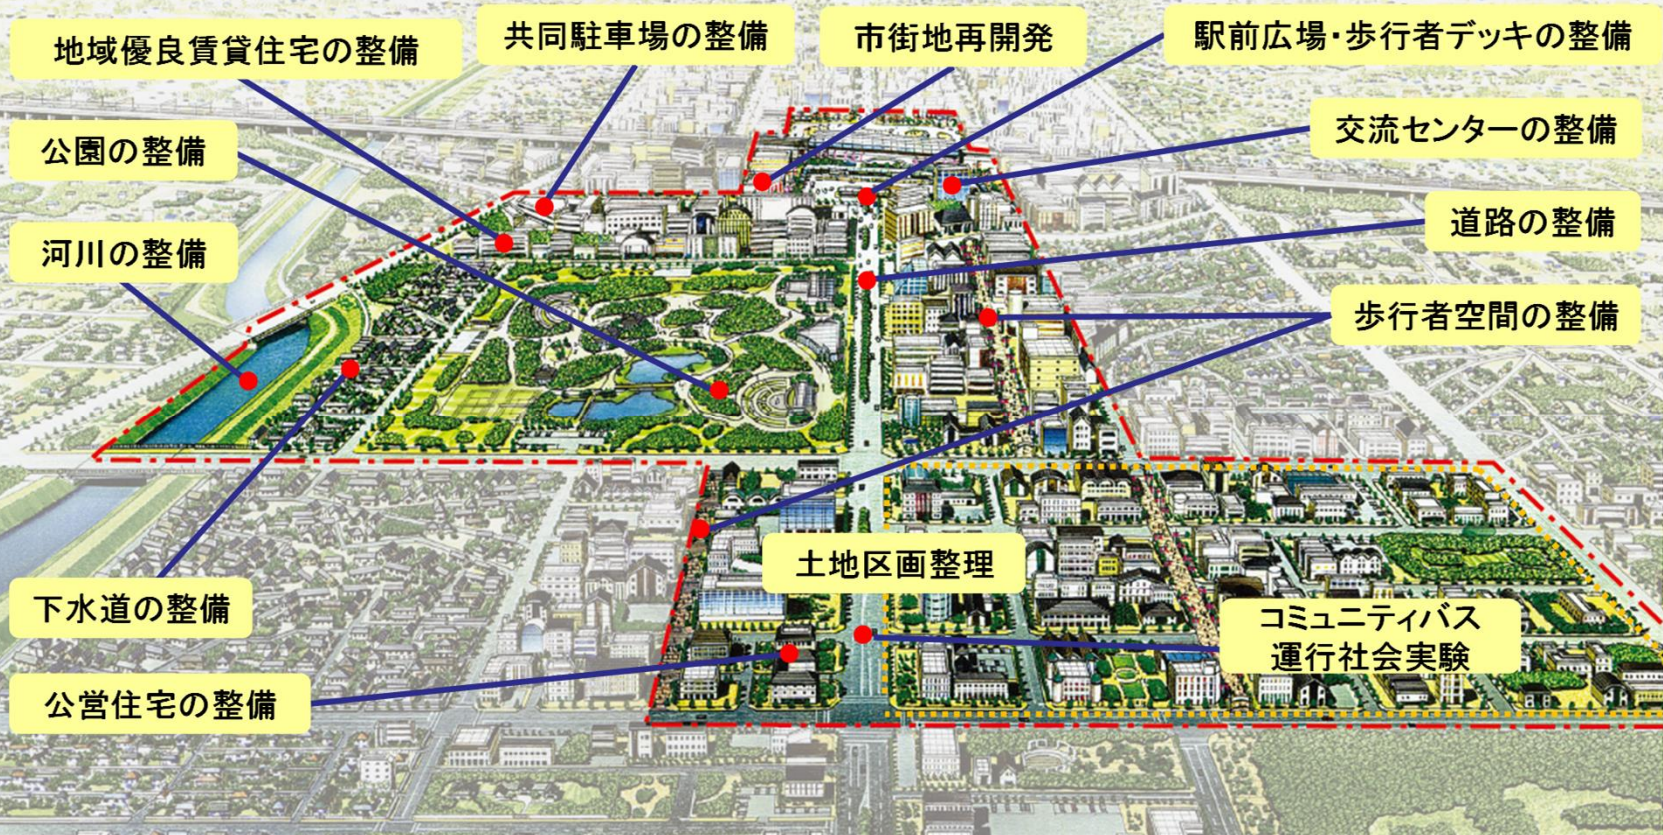 地域優良賃貸住宅の整備
共同駐車場の整備
市街地再開発
駅前広場・歩行者デッキの整備
公園の整備
交流センターの整備
河川の整備
道路の整備
歩行者空間の整備
土地区画整理
下水道の整備
コミュニティバス
運行社会実験
公営住宅の整備